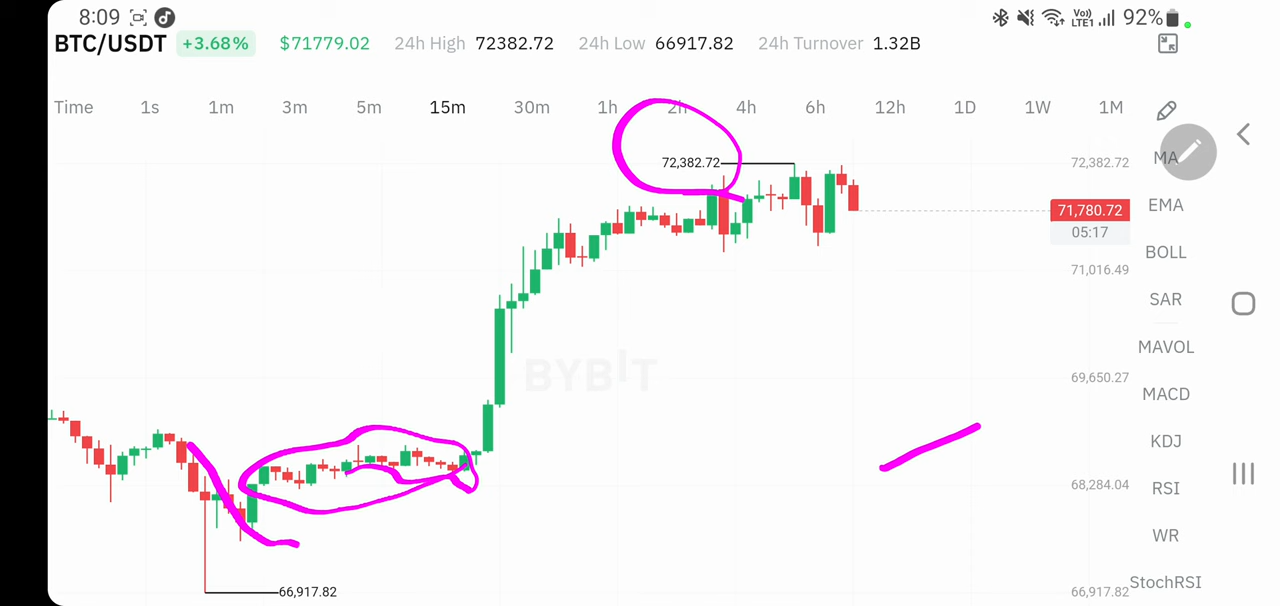 8:09 Vo)) LTE1 92%
BTC/USDT +3.68% $71779.02 24h High 72382.72 24h Low 66917.82 24h Turnover 1.32B
Time 1s 1m 3m 5m 15m 30m 1h 2h 4h 6h 12h 1D 1W 1M
72,382.72 72,382.72 MA
71,780.72 EMA
05:17
BOLL
71,016.49
SAR
MAVOL
BYBIT 69,650.27
MACD
KDJ
68,284.04 RSI
WR
66,917.82 66,917.82 StochRSI